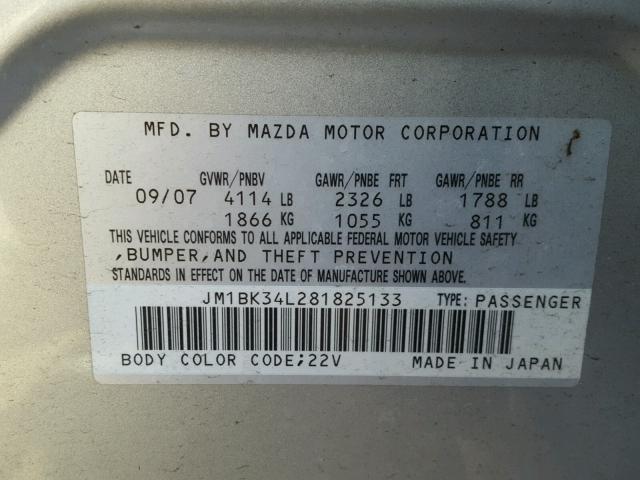 MFD. BY MAZDA MOTOR CORPORATION
DATE GVWR/PNBV GAWR/PNBE FRT GAWR/PNBE RR
09/07 4114 LB 2326 LB 1788 LB
1866 KG 1055 KG 811 KG
THIS VEHICLE CONFORMS TO ALL APPLICABLE FEDERAL MOTOR VEHICLE SAFETY
,BUMPER,AND THEFT PREVENTION
STANDARDS IN EFFECT ON THE DATE OF MANUFACTURE SHOWN ABOVE.
JM1BK34L281825133 TYPE: PASSENGER
BODY COLOR CODE;22V MADE IN JAPAN